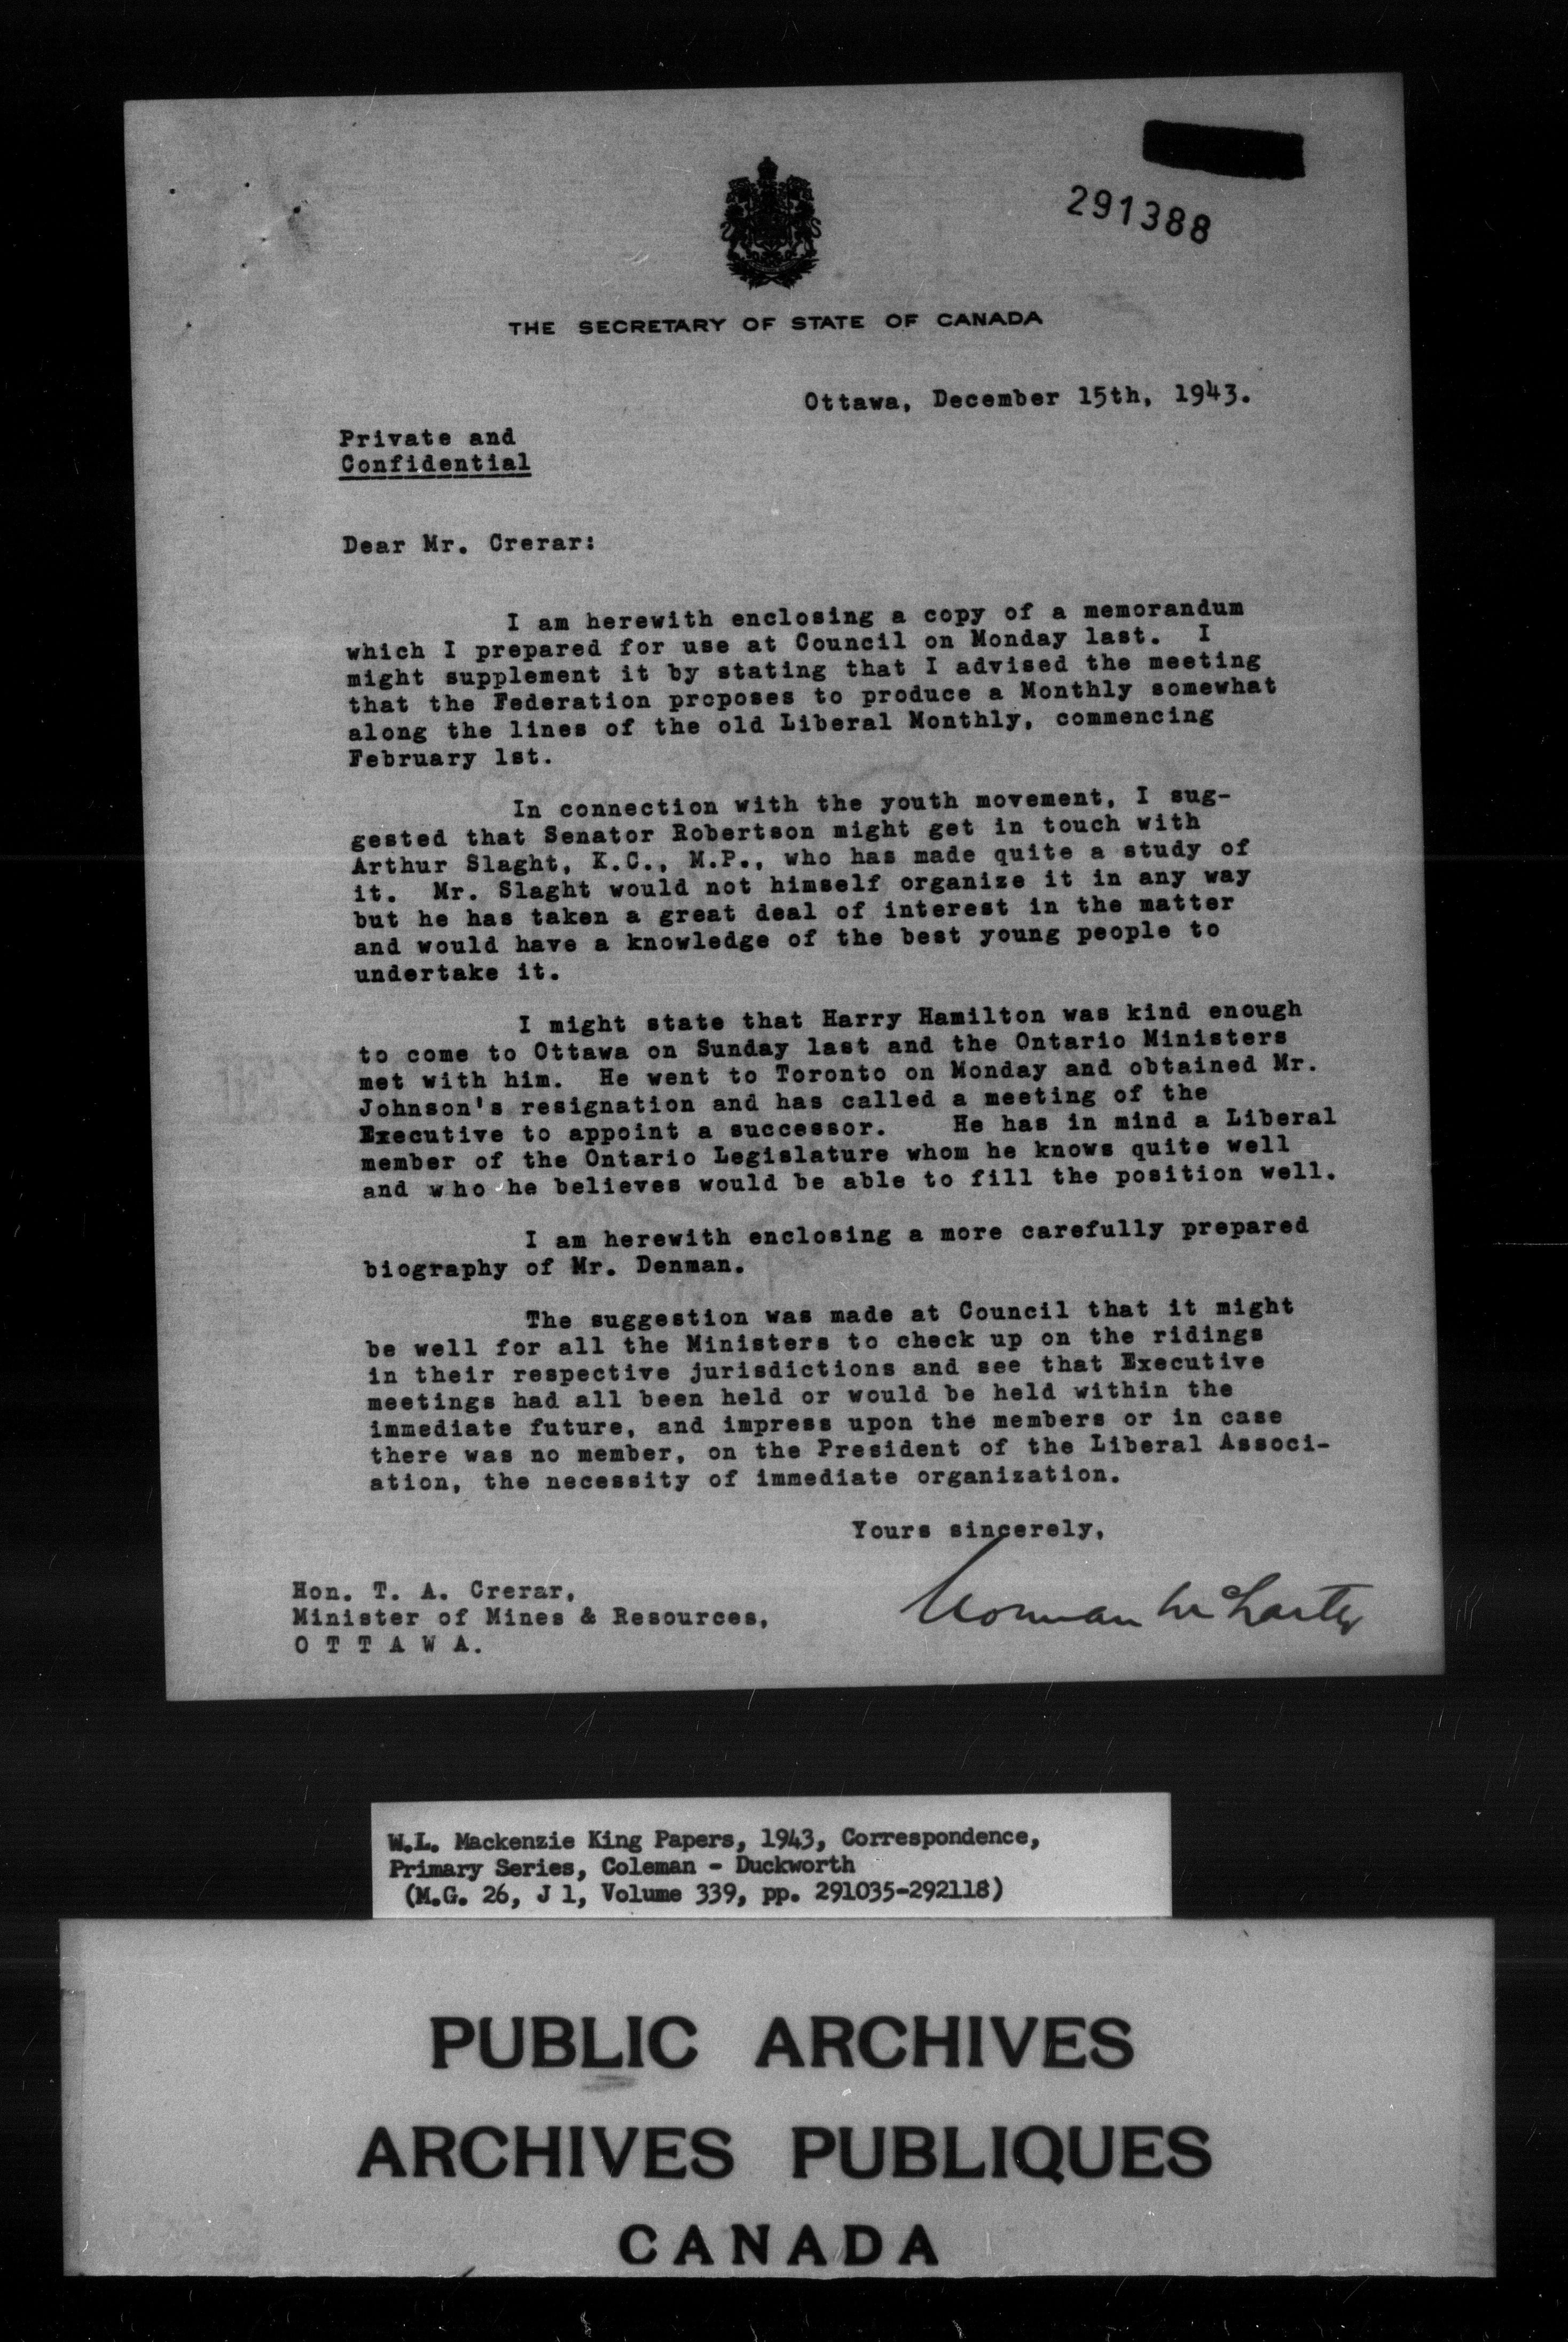 291388
THE SECRETARY OF STATE OF CANADA
Ottawa, December 15th, 1943.
Private and
Confidential
Dear Mr. Crerar:
I am herewith enclosing a copy of a memorandum
which I prepared for use at Council on Monday last. I
might supplement it by stating that I advised the meeting
that the Federation proposes to produce a Monthly somewhat
along the lines of the old Liberal Monthly, commencing
February 1st.
In connection with the youth movement, I sug-
gested that Senator Robertson might get in touch with
Arthur Slaght, K.C., M.P., who has made quite a study of
it. Mr. Slaght would not himself organize it in any way
but he has taken a great deal of interest in the matter
and would have a knowledge of the best young people to
undertake it.
I might state that Harry Hamilton was kind enough
to come to Ottawa on Sunday last and the Ontario Ministers
met with him. He went to Toronto on Monday and obtained Mr.
Johnson's resignation and has called a meeting of the
Executive to appoint a successor. He has in mind a Liberal
member of the Ontario Legislature whom he knows quite well
and who he believes would be able to fill the position well.
I am herewith enclosing a more carefully prepared
biography of Mr. Denman.
The suggestion was made at Council that it might
be well for all the Ministers to check up on the ridings
in their respective jurisdictions and see that Executive
meetings had all been held or would be held within the
immediate future, and impress upon the members or in case
there was no member, on the President of the Liberal Associ-
ation, the necessity of immediate organization.
Yours sincerely,
Norman McLarty
Hon. T. A. Crerar,
Minister of Mines & Resources,
O T T A W A.
W.L. Mackenzie King Papers, 1943, Correspondence,
Primary Series, Coleman - Duckworth
(M.G. 26, J 1, Volume 339, pp. 291035-292118)
PUBLIC ARCHIVES
ARCHIVES PUBLIQUES
CANADA